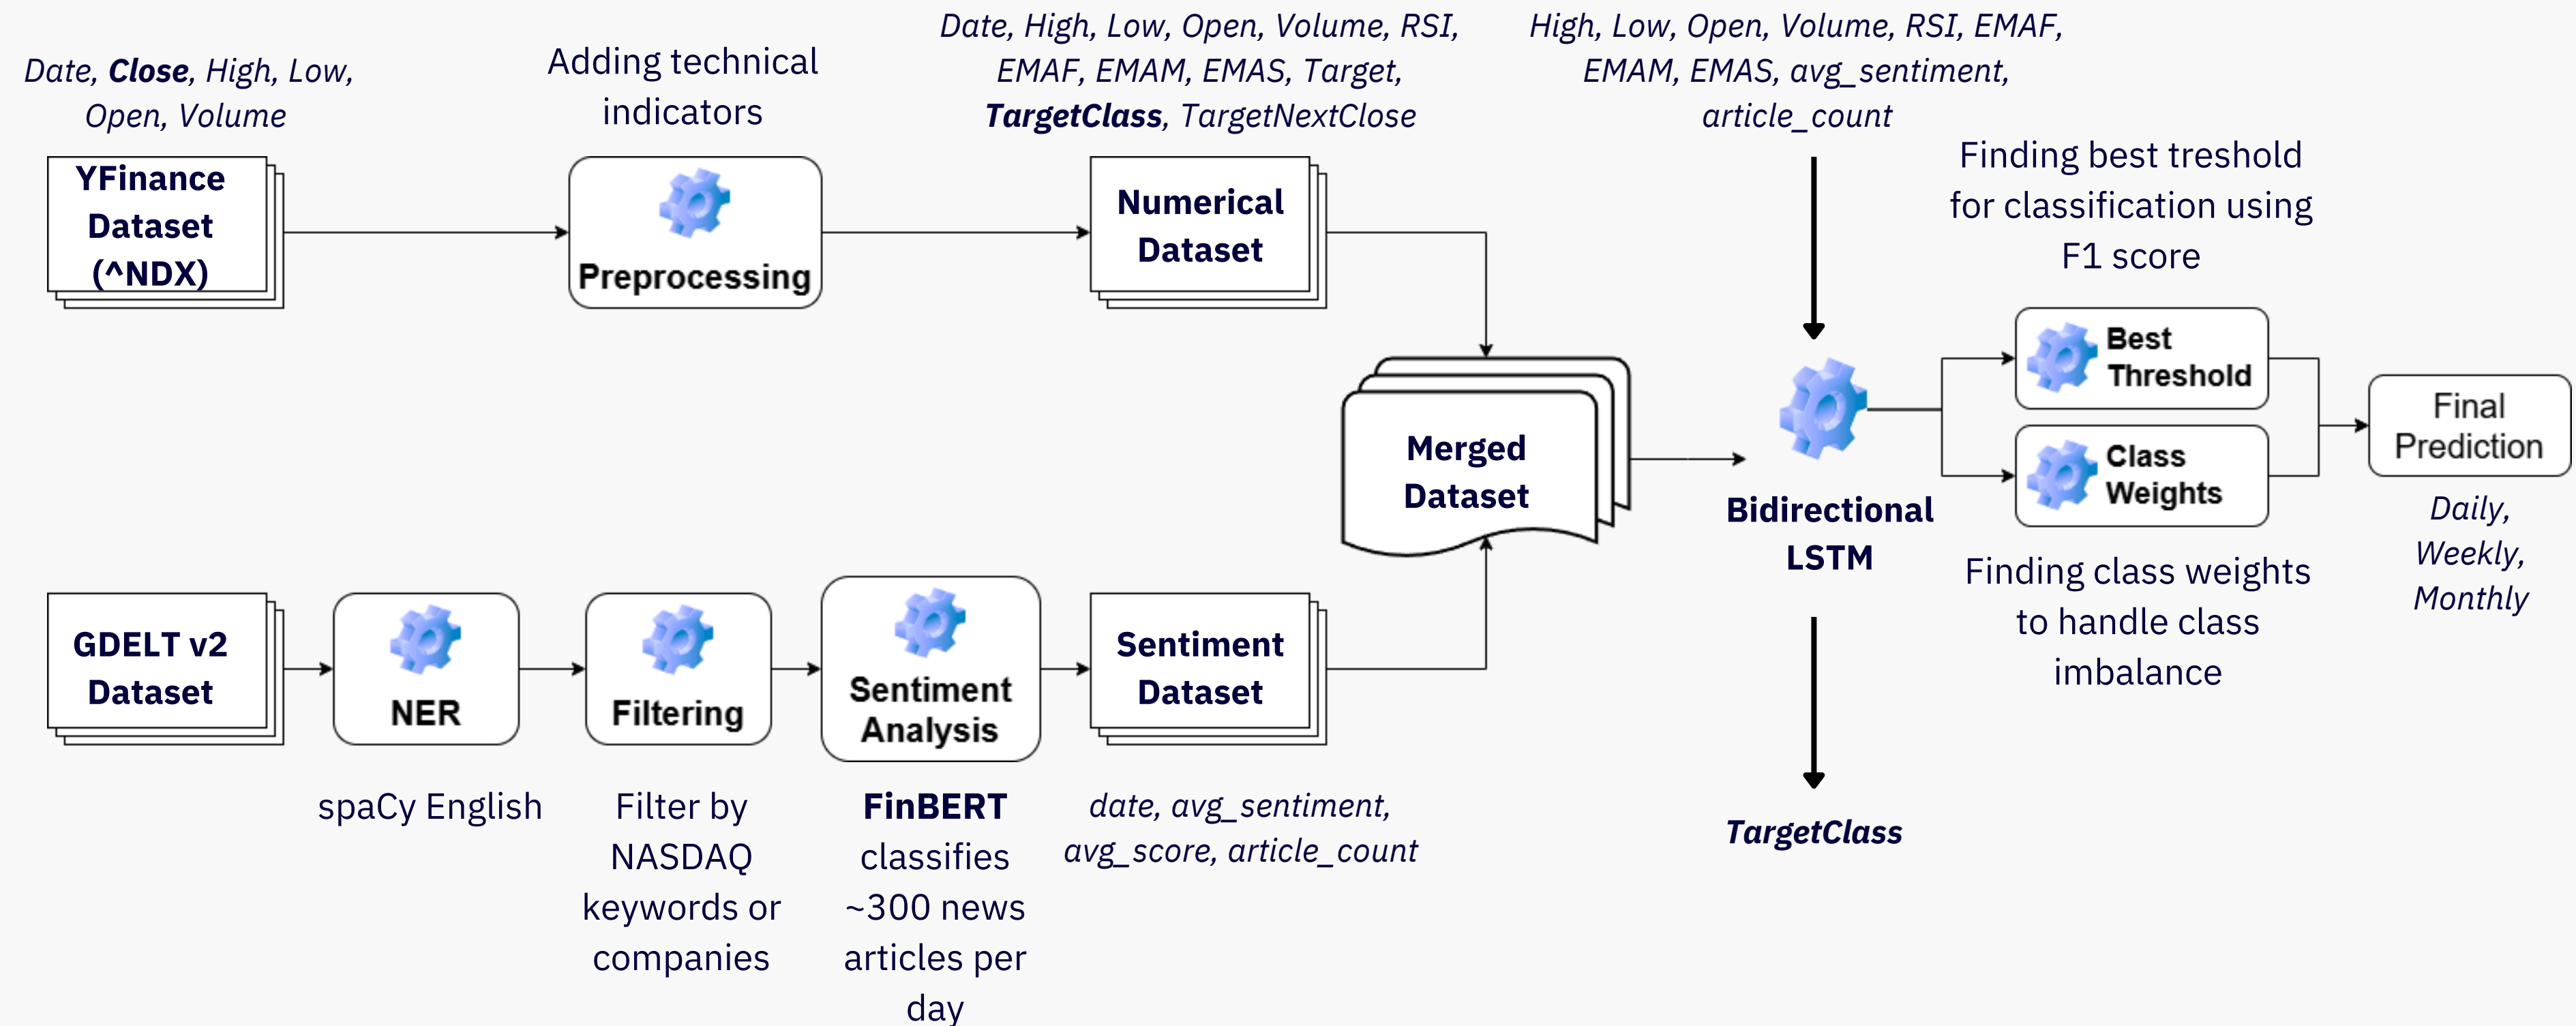 Date, Close, High, Low,
Open, Volume
Adding technical
indicators
Date, High, Low, Open, Volume, RSI,
EMAF, EMAM, EMAS, Target,
TargetClass, TargetNextClose
High, Low, Open, Volume, RSI, EMAF,
EMAM, EMAS, avg_sentiment,
article_count
YFinance
Dataset
(^NDX)
Preprocessing
Numerical
Dataset
Finding best treshold
for classification using
F1 score
Merged
Dataset
Bidirectional
LSTM
Best
Threshold
Class
Weights
Final
Prediction
Daily,
Weekly,
Monthly
Finding class weights
to handle class
imbalance
GDELT v2
Dataset
NER
Filtering
Sentiment
Analysis
Sentiment
Dataset
spaCy English
Filter by
NASDAQ
keywords or
companies
FinBERT
classifies
~300 news
articles per
day
date, avg_sentiment,
avg_score, article_count
TargetClass